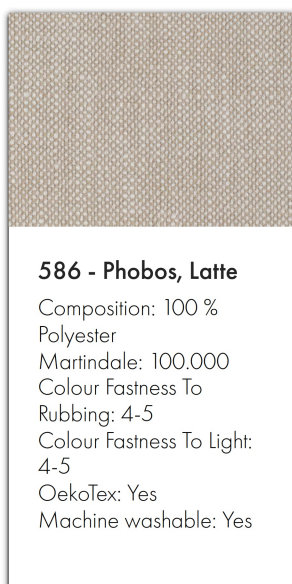 586 - Phobos, Latte
Composition: 100 %
Polyester
Martindale: 100.000
Colour Fastness To
Rubbing: 4-5
Colour Fastness To Light:
4-5
OekoTex: Yes
Machine washable: Yes